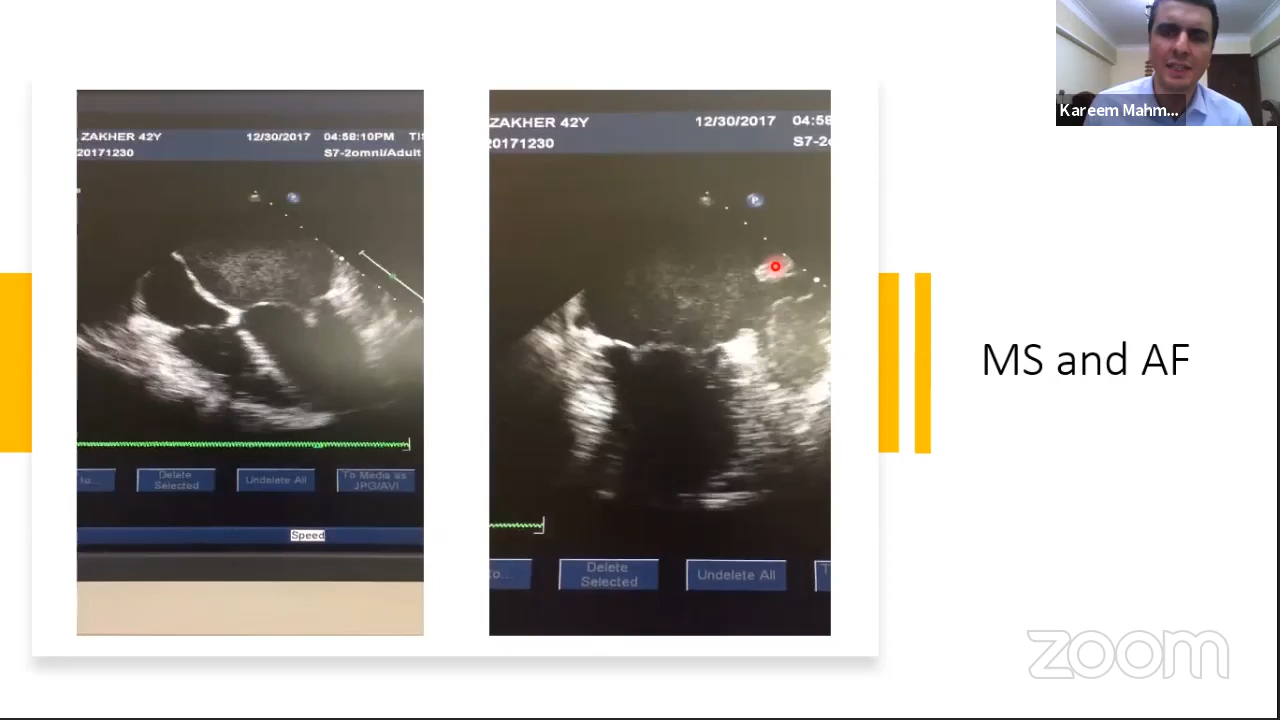 Kareem Mahm...
ZAKHER 42Y 12/30/2017 04:58:10PM
20171230 S7-2omni/Adult
P
Delete
Selected
Undelete All
To Media as
JPG/AVI
Speed
ZAKHER 42Y 12/30/2017
20171230
P
Delete
Selected
Undelete All
MS and AF
zoom